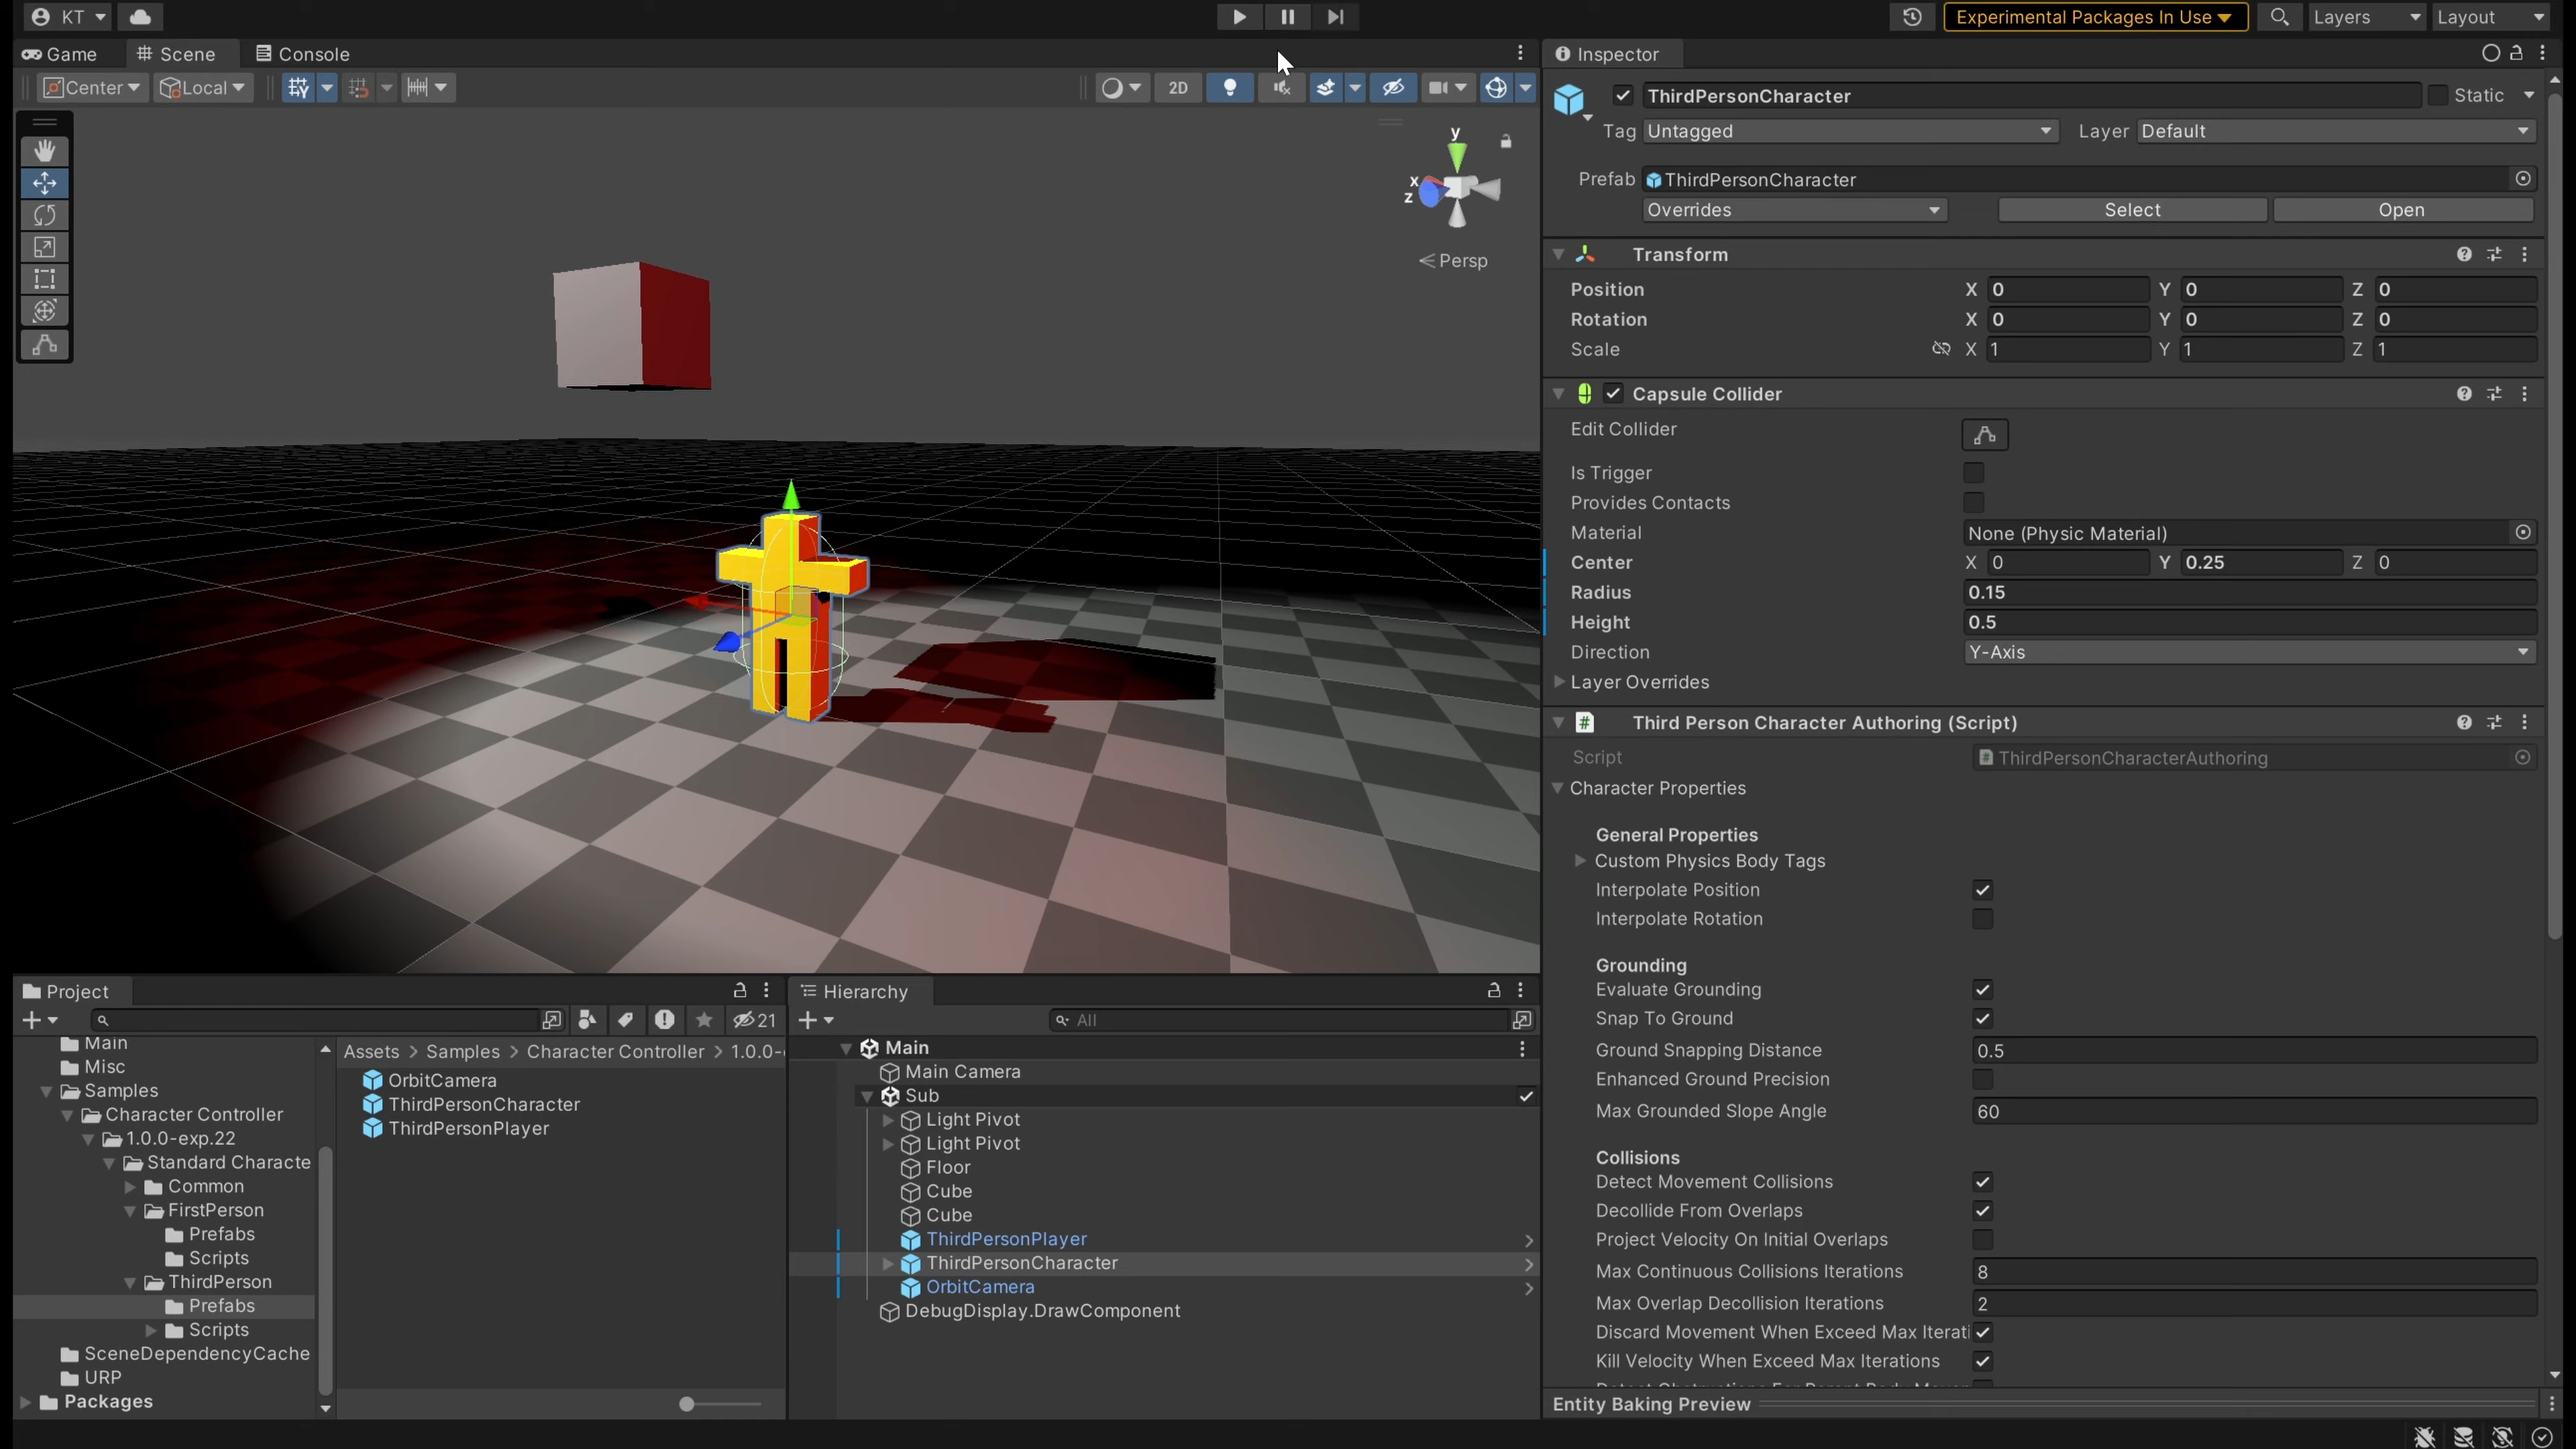 KT
Experimental Packages In Use
Layers
Layout
Game
Scene
Console
Center
Local
2D
y
x
z
Persp
Inspector
ThirdPersonCharacter
Static
Tag Untagged Layer Default
Prefab ThirdPersonCharacter
Overrides Select Open
Transform
Position X 0 Y 0 Z 0
Rotation X 0 Y 0 Z 0
Scale X 1 Y 1 Z 1
Capsule Collider
Edit Collider
Is Trigger
Provides Contacts
Material None (Physic Material)
Center X 0 Y 0.25 Z 0
Radius 0.15
Height 0.5
Direction Y-Axis
Layer Overrides
Third Person Character Authoring (Script)
Script ThirdPersonCharacterAuthoring
Character Properties
General Properties
Custom Physics Body Tags
Interpolate Position
Interpolate Rotation
Grounding
Evaluate Grounding
Snap To Ground
Ground Snapping Distance 0.5
Enhanced Ground Precision
Max Grounded Slope Angle 60
Collisions
Detect Movement Collisions
Decollide From Overlaps
Project Velocity On Initial Overlaps
Max Continuous Collisions Iterations 8
Max Overlap Decollision Iterations 2
Discard Movement When Exceed Max Iterati
Kill Velocity When Exceed Max Iterations
Entity Baking Preview
Project
21
Main
Misc
Samples
Character Controller
1.0.0-exp.22
Standard Characte
Common
FirstPerson
Prefabs
Scripts
ThirdPerson
Prefabs
Scripts
SceneDependencyCache
URP
Packages
Assets > Samples > Character Controller > 1.0.0-
OrbitCamera
ThirdPersonCharacter
ThirdPersonPlayer
Hierarchy
All
Main
Main Camera
Sub
Light Pivot
Light Pivot
Floor
Cube
Cube
ThirdPersonPlayer
ThirdPersonCharacter
OrbitCamera
DebugDisplay.DrawComponent